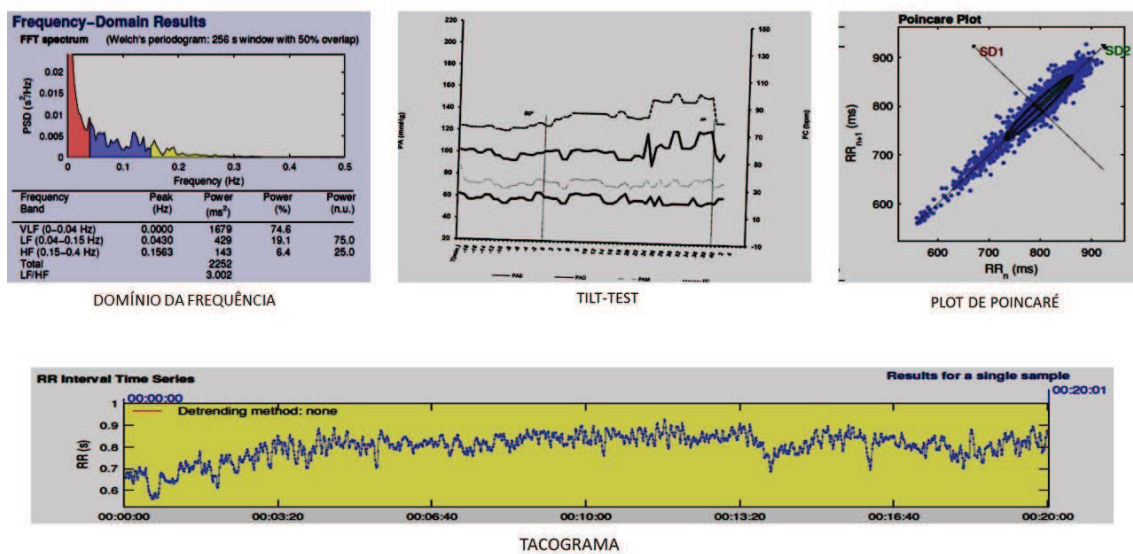 Frequency-Domain Results
FFT spectrum (Welch's periodogram: 256 s window with 50% overlap)
PSD (s²/Hz)
0.02
0.015
0.01
0.005
0
0 0.1 0.2 0.3 0.4 0.5
Frequency (Hz)
Frequency Peak Power Power Power
Band (Hz) (ms²) (%) (n.u.)
VLF (0-0.04 Hz) 0.0000 1679 74.6
LF (0.04-0.15 Hz) 0.0430 429 19.1 75.0
HF (0.15-0.4 Hz) 0.1563 143 6.4 25.0
Total 2252
LF/HF 3.002
DOMÍNIO DA FREQUÊNCIA
PA (mmHg)
220
200
180
160
140
120
100
80
60
40
20
FC (bpm)
150
130
110
90
70
50
30
10
-10
PAS PAD PAM FC
TILT-TEST
Poincare Plot
SD1 SD2
RRn+1 (ms)
900
800
700
600
600 700 800 900
RRn (ms)
PLOT DE POINCARÉ
RR Interval Time Series Results for a single sample
00:00:00 00:20:01
Detrending method: none
RR (s)
1
0.9
0.8
0.7
0.6
00:00:00 00:03:20 00:06:40 00:10:00 00:13:20 00:16:40 00:20:00
TACOGRAMA